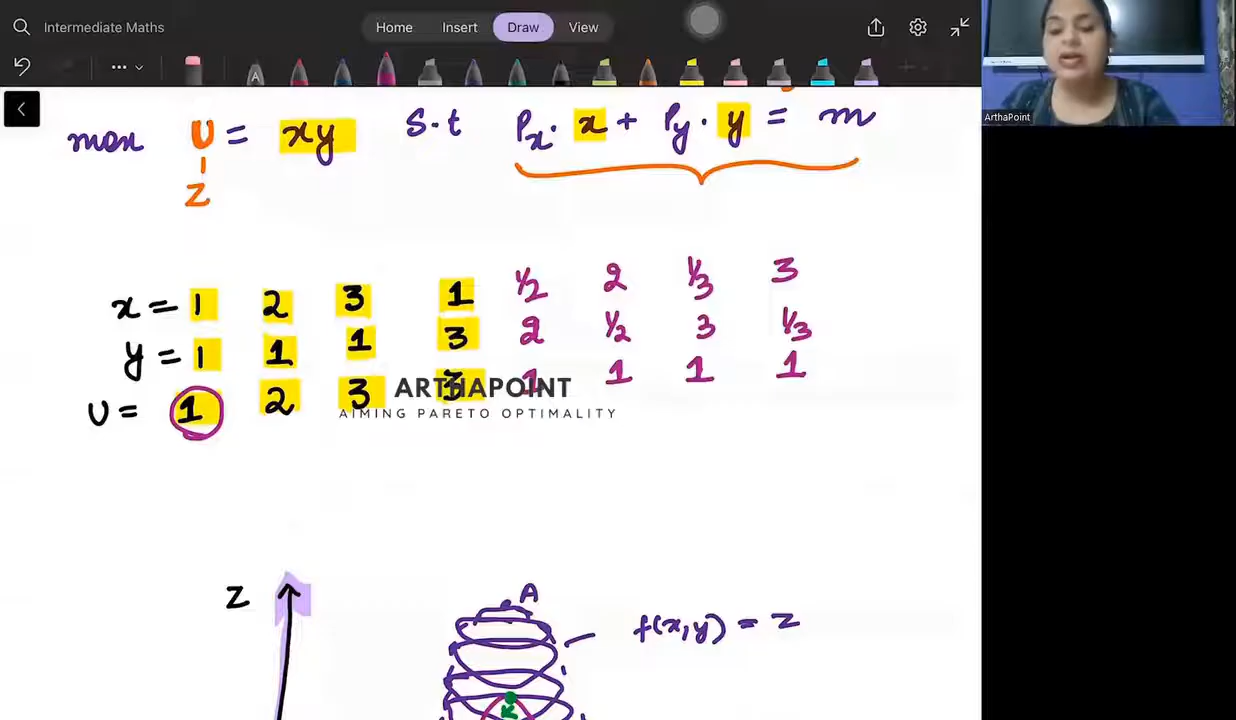 Intermediate Maths
Home Insert Draw View
A
ArthaPoint
max U = xy S.t Px. x + Py. y = m
Z
x = 1 2 3 1 1/2 2 1/3 3
y = 1 1 1 3 2 1/2 3 1/3
U = 1 2 3 3 1 1 1 1
ARTHAPOINT
AIMING PARETO OPTIMALITY
A
Z
f(x,y) = z